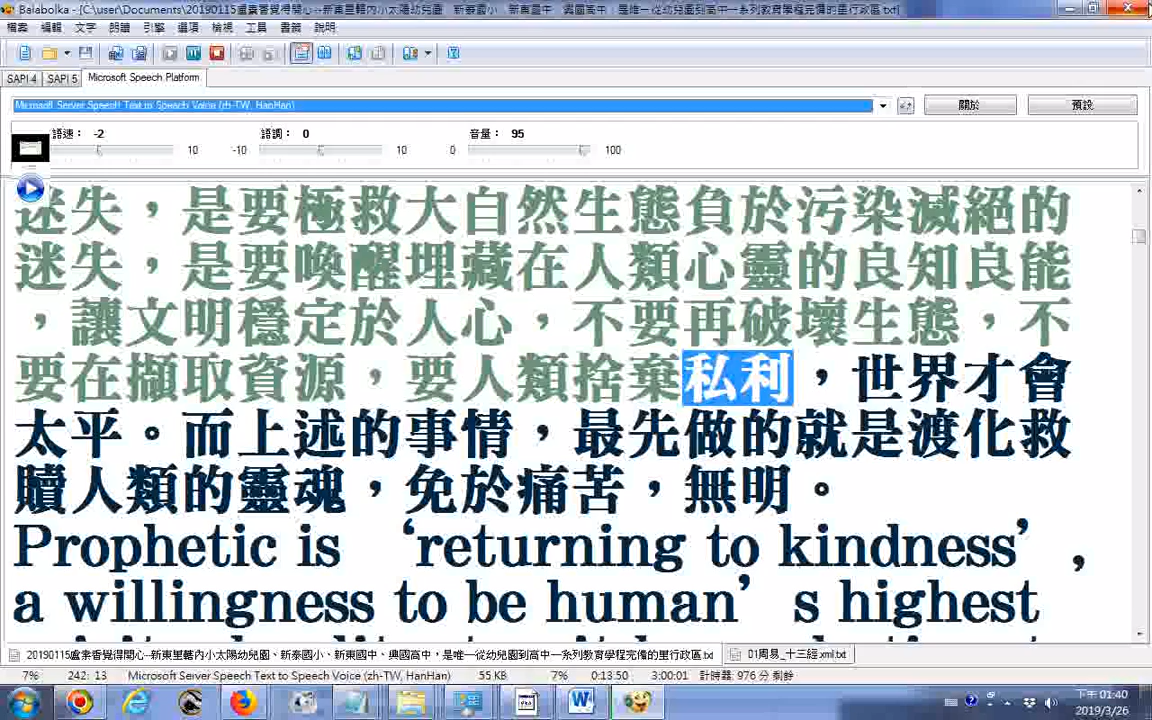 Balabolka - [C:\user\Documents\20190115盧索香覺得開心--新東里轄內小太陽幼兒園、新泰國小、新東國中、興國高中，是唯一從幼兒園到高中一系列教育學程完備的里行政區.txt]
檔案 編輯 文字 朗讀 引擎 選項 檢視 工具 書籤 說明
SAPI 4 SAPI 5 Microsoft Speech Platform
Microsoft Server Speech Text to Speech Voice (zh-TW, HanHan) 關於 預設
語速： -2 語調： 0 音量： 95
10 -10 10 0 100
迷失，是要極救大自然生態負於污染滅絕的
迷失，是要喚醒埋藏在人類心靈的良知良能
，讓文明穩定於人心，不要再破壞生態，不
要在擷取資源，要人類捨棄私利，世界才會
太平。而上述的事情，最先做的就是渡化救
贖人類的靈魂，免於痛苦，無明。
Prophetic is ‘returning to kindness’,
a willingness to be human’s highest
20190115盧索香覺得開心--新東里轄內小太陽幼兒園、新泰國小、新東國中、興國高中，是唯一從幼兒園到高中一系列教育學程完備的里行政區.txt 01周易_十三經.xml.txt
7% 242: 13 Microsoft Server Speech Text to Speech Voice (zh-TW, HanHan) 55 KB 7% 0:13:50 3:00:01 計時器: 976 分 剩餘
下午 01:40
2019/3/26